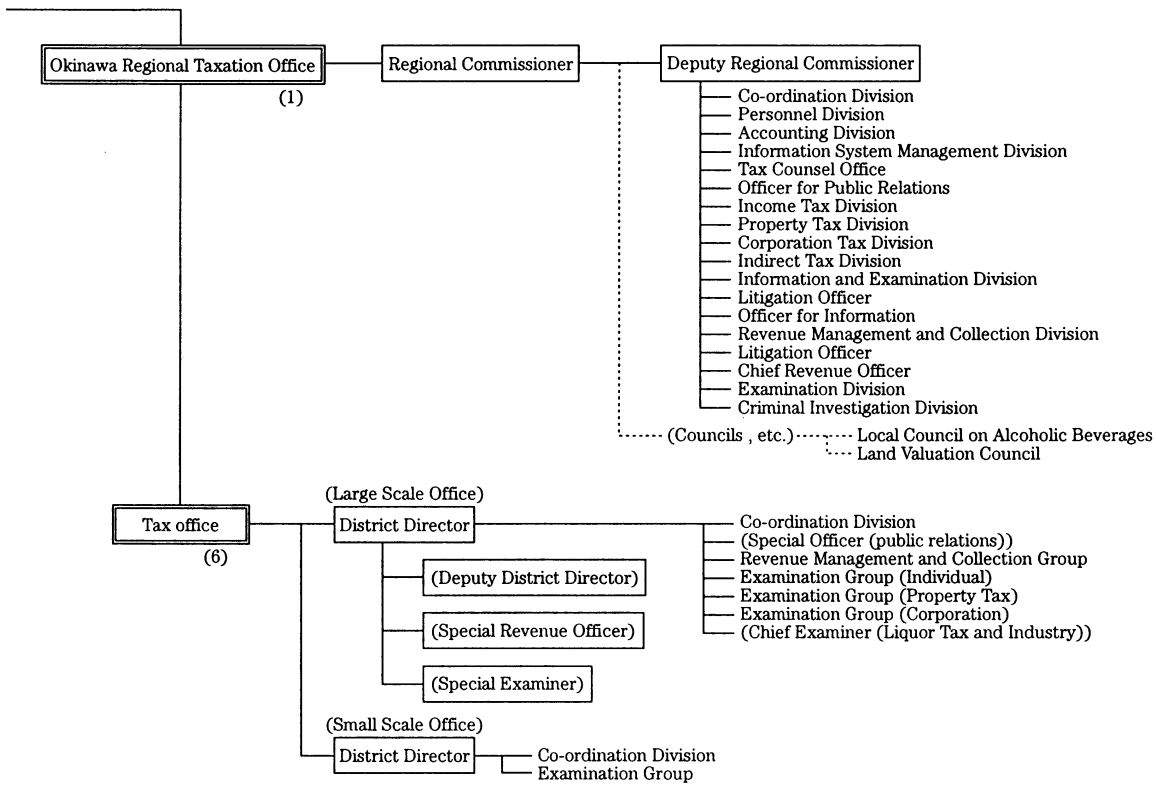 Okinawa Regional Taxation Office
(1)
Regional Commissioner
Deputy Regional Commissioner
Co-ordination Division
Personnel Division
Accounting Division
Information System Management Division
Tax Counsel Office
Officer for Public Relations
Income Tax Division
Property Tax Division
Corporation Tax Division
Indirect Tax Division
Information and Examination Division
Litigation Officer
Officer for Information
Revenue Management and Collection Division
Litigation Officer
Chief Revenue Officer
Examination Division
Criminal Investigation Division
(Councils , etc.)
Local Council on Alcoholic Beverages
Land Valuation Council
Tax office
(6)
(Large Scale Office)
District Director
(Deputy District Director)
(Special Revenue Officer)
(Special Examiner)
Co-ordination Division
(Special Officer (public relations))
Revenue Management and Collection Group
Examination Group (Individual)
Examination Group (Property Tax)
Examination Group (Corporation)
(Chief Examiner (Liquor Tax and Industry))
(Small Scale Office)
District Director
Co-ordination Division
Examination Group